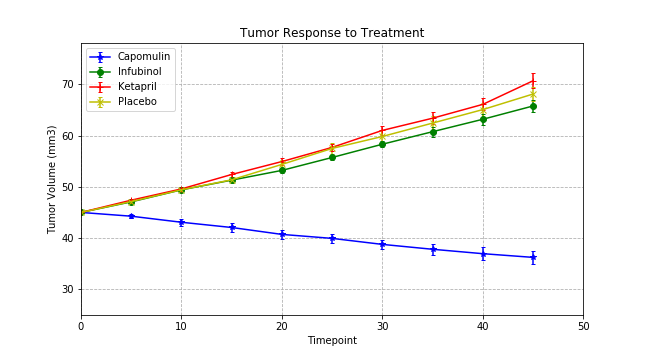 Tumor Response to Treatment
Capomulin
Infubinol
Ketapril
Placebo
Tumor Volume (mm3)
70
60
50
40
30
0 10 20 30 40 50
Timepoint